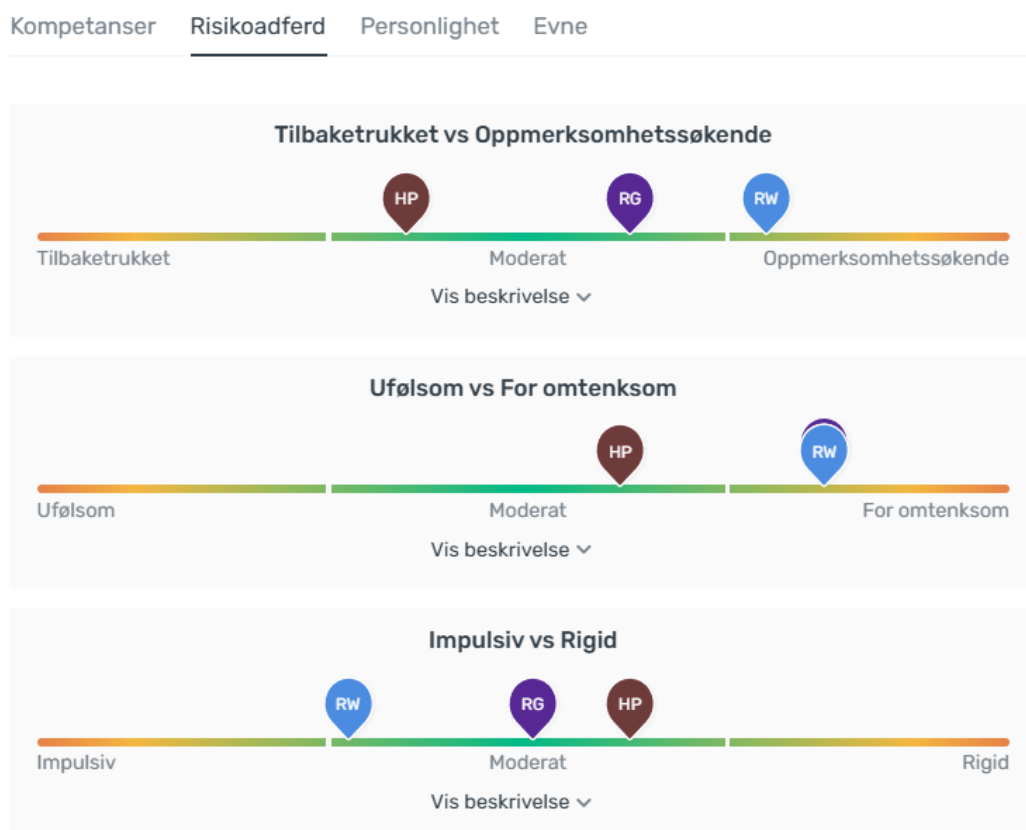 Kompetanser Risikoadferd Personlighet Evne
Tilbaketrukket vs Oppmerksomhetssøkende
HP RG RW
Tilbaketrukket Moderat Oppmerksomhetssøkende
Vis beskrivelse
Ufølsom vs For omtenksom
HP RW
Ufølsom Moderat For omtenksom
Vis beskrivelse
Impulsiv vs Rigid
RW RG HP
Impulsiv Moderat Rigid
Vis beskrivelse